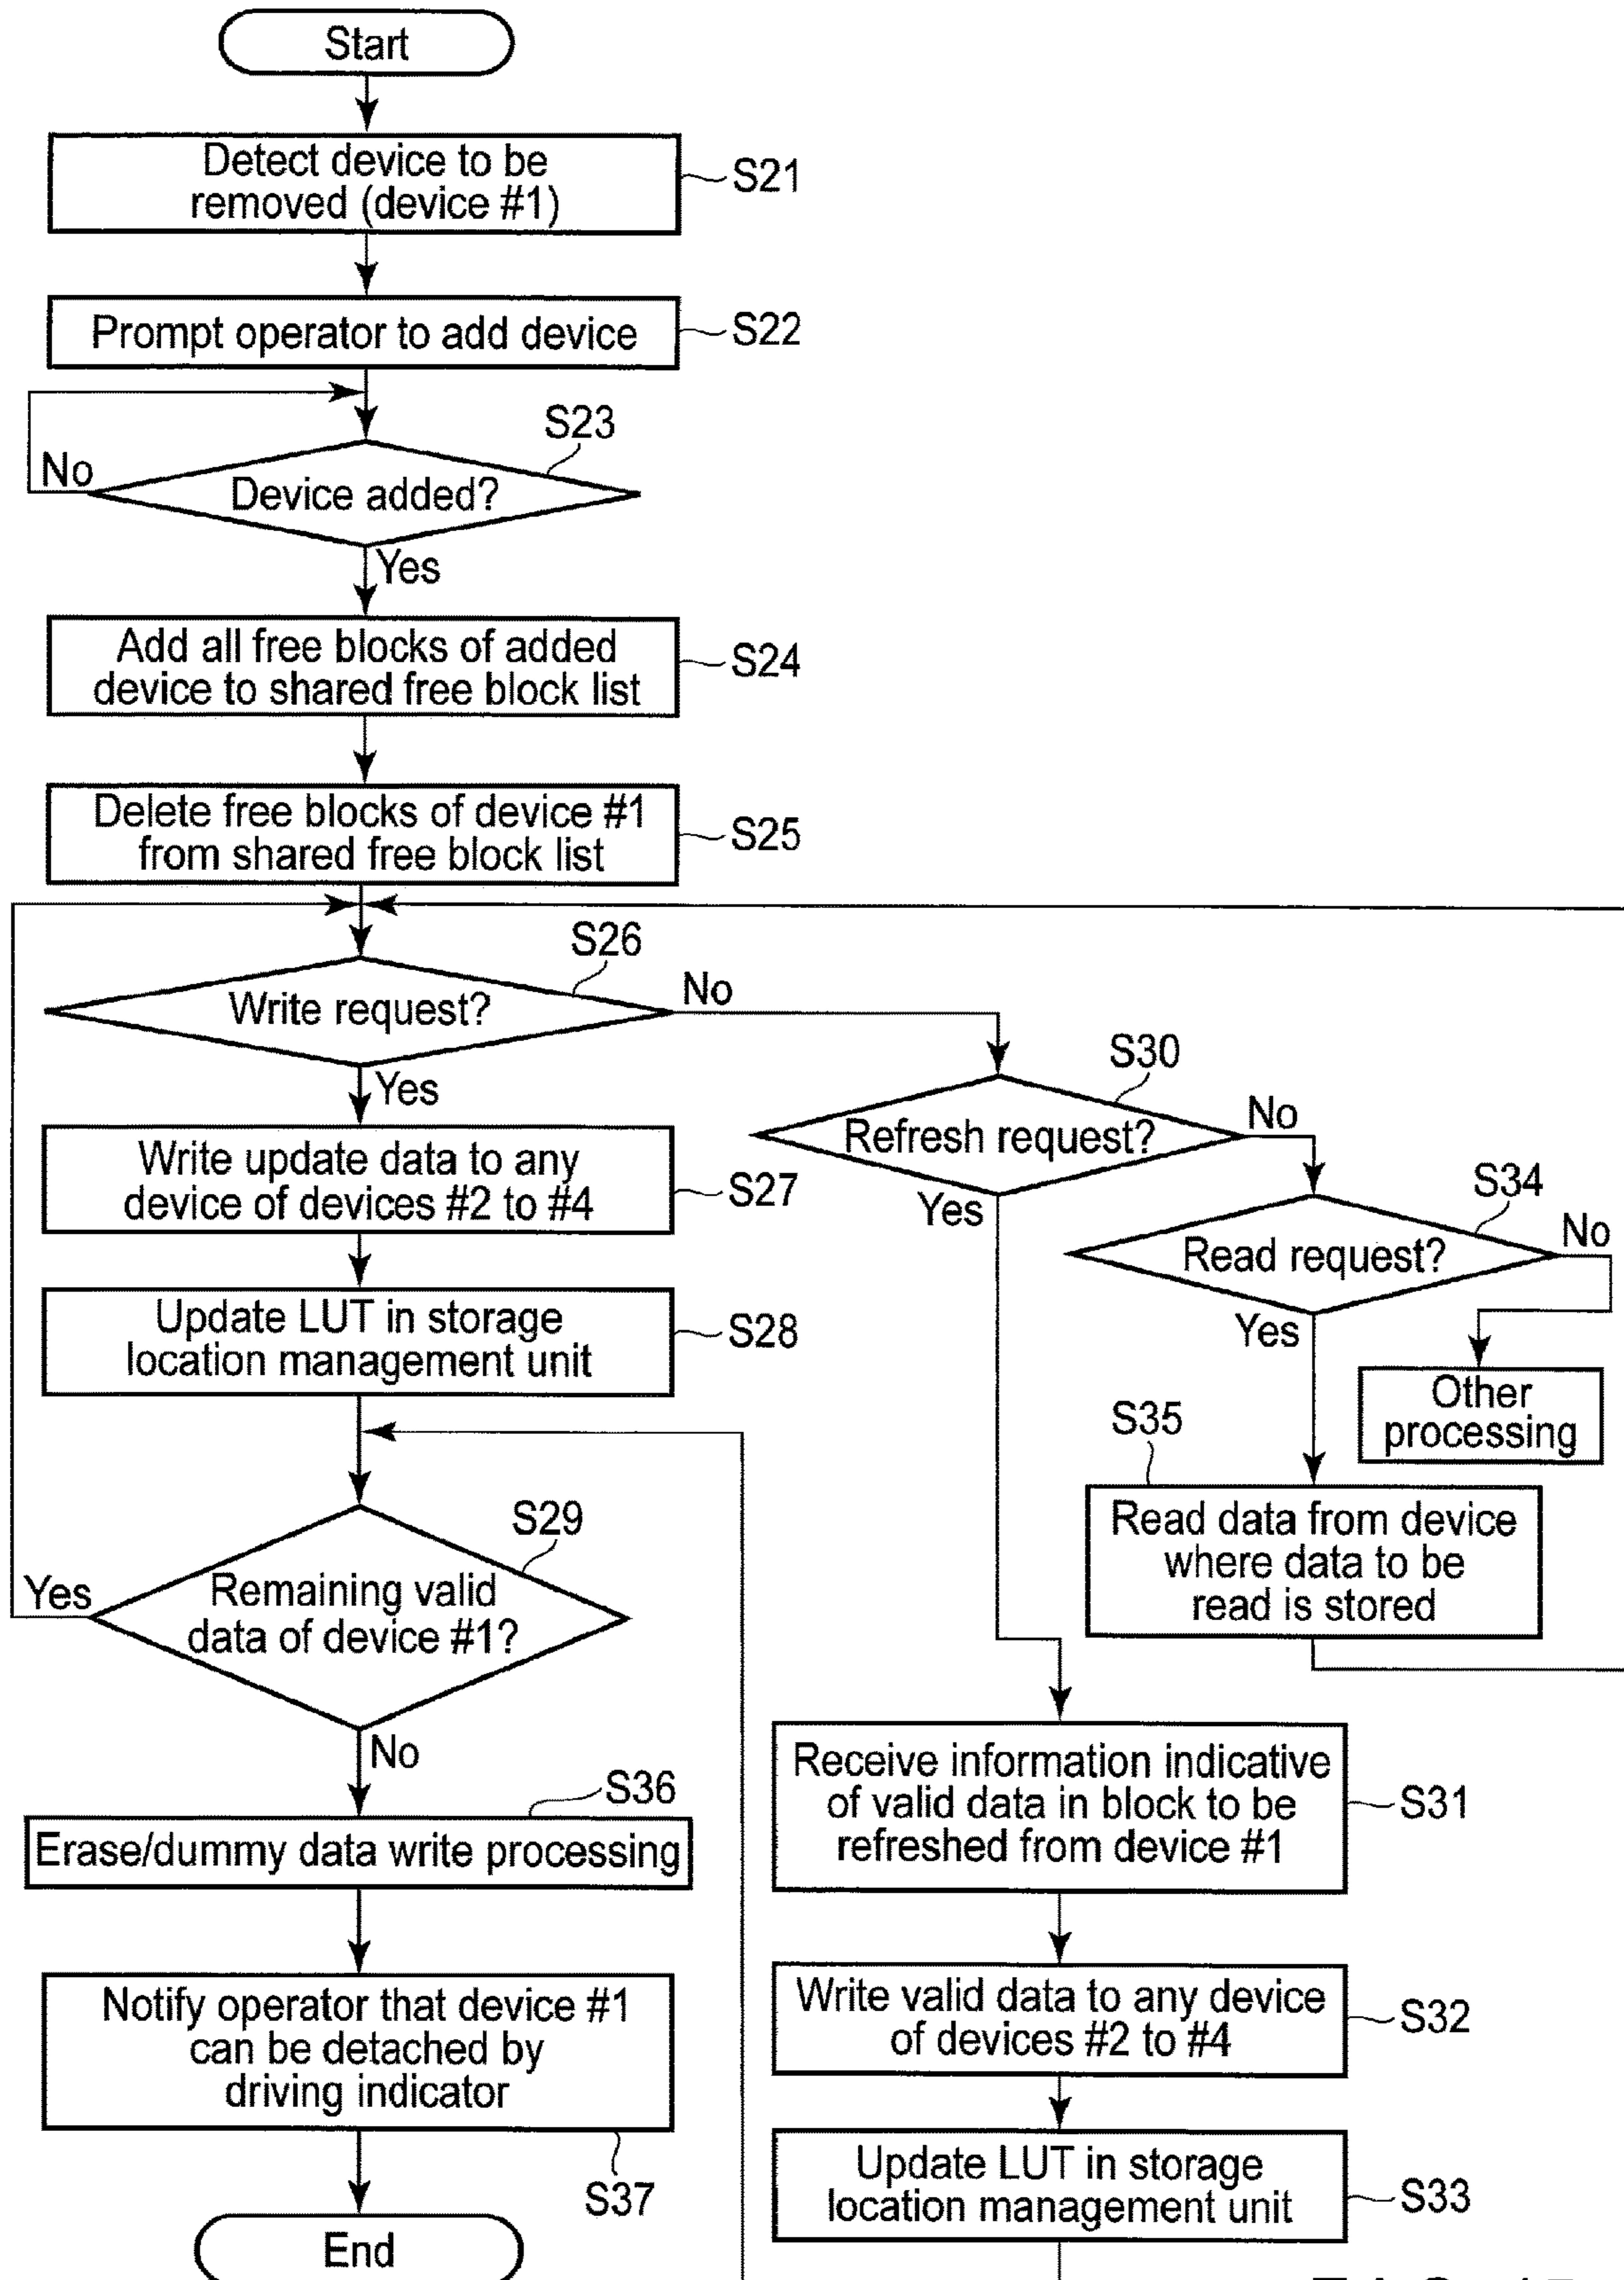 Start
Detect device to be
removed (device #1)
S21
Prompt operator to add device
S22
S23
No
Device added?
Yes
Add all free blocks of added
device to shared free block list
S24
Delete free blocks of device #1
from shared free block list
S25
S26
Write request?
No
Yes
S30
Refresh request?
No
Yes
Write update data to any
device of devices #2 to #4
S27
S34
Read request?
No
Yes
Update LUT in storage
location management unit
S28
Other
processing
S35
Read data from device
where data to be
read is stored
S29
Yes
Remaining valid
data of device #1?
No
Receive information indicative
of valid data in block to be
refreshed from device #1
S31
S36
Erase/dummy data write processing
Write valid data to any device
of devices #2 to #4
S32
Notify operator that device #1
can be detached by
driving indicator
S37
Update LUT in storage
location management unit
S33
End